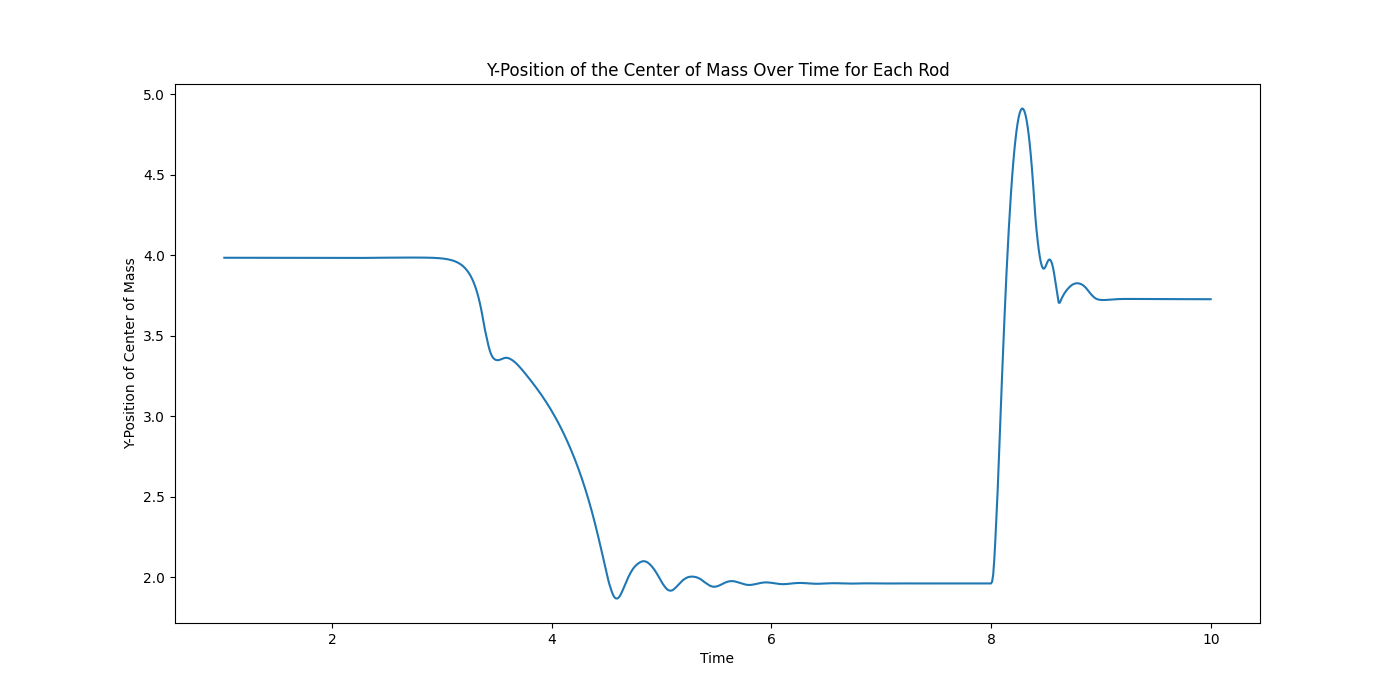 Y-Position of the Center of Mass Over Time for Each Rod
Y-Position of Center of Mass
5.0
4.5
4.0
3.5
3.0
2.5
2.0
2 4 6 8 10
Time